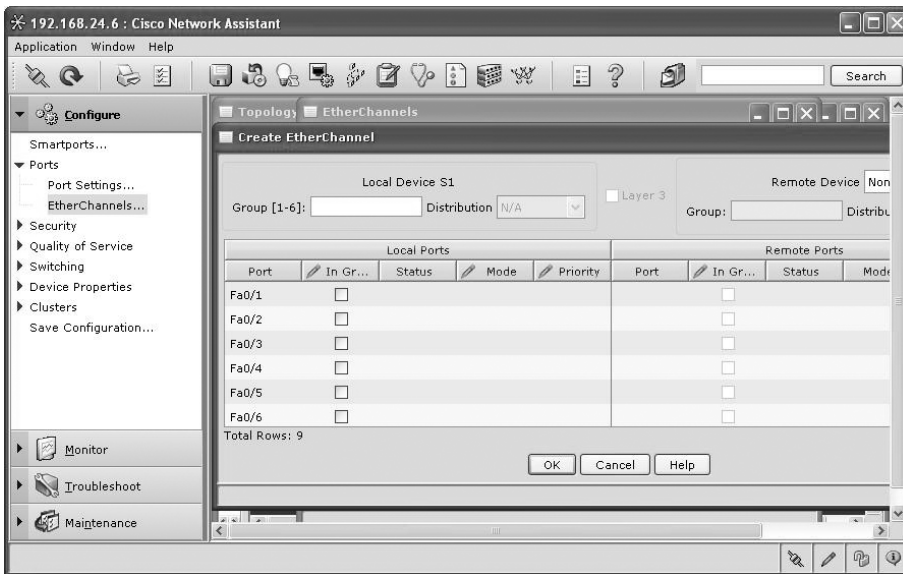 192.168.24.6 : Cisco Network Assistant
Application Window Help
Search
Configure
Smartports...
Ports
Port Settings...
EtherChannels...
Security
Quality of Service
Switching
Device Properties
Clusters
Save Configuration...
Monitor
Troubleshoot
Maintenance
Topology EtherChannels
Create EtherChannel
Local Device S1
Group [1-6]: Distribution N/A
Layer 3
Remote Device Non
Group: Distribu
Local Ports Remote Ports
Port In Gr... Status Mode Priority Port In Gr... Status Mode
Fa0/1
Fa0/2
Fa0/3
Fa0/4
Fa0/5
Fa0/6
Total Rows: 9
OK Cancel Help